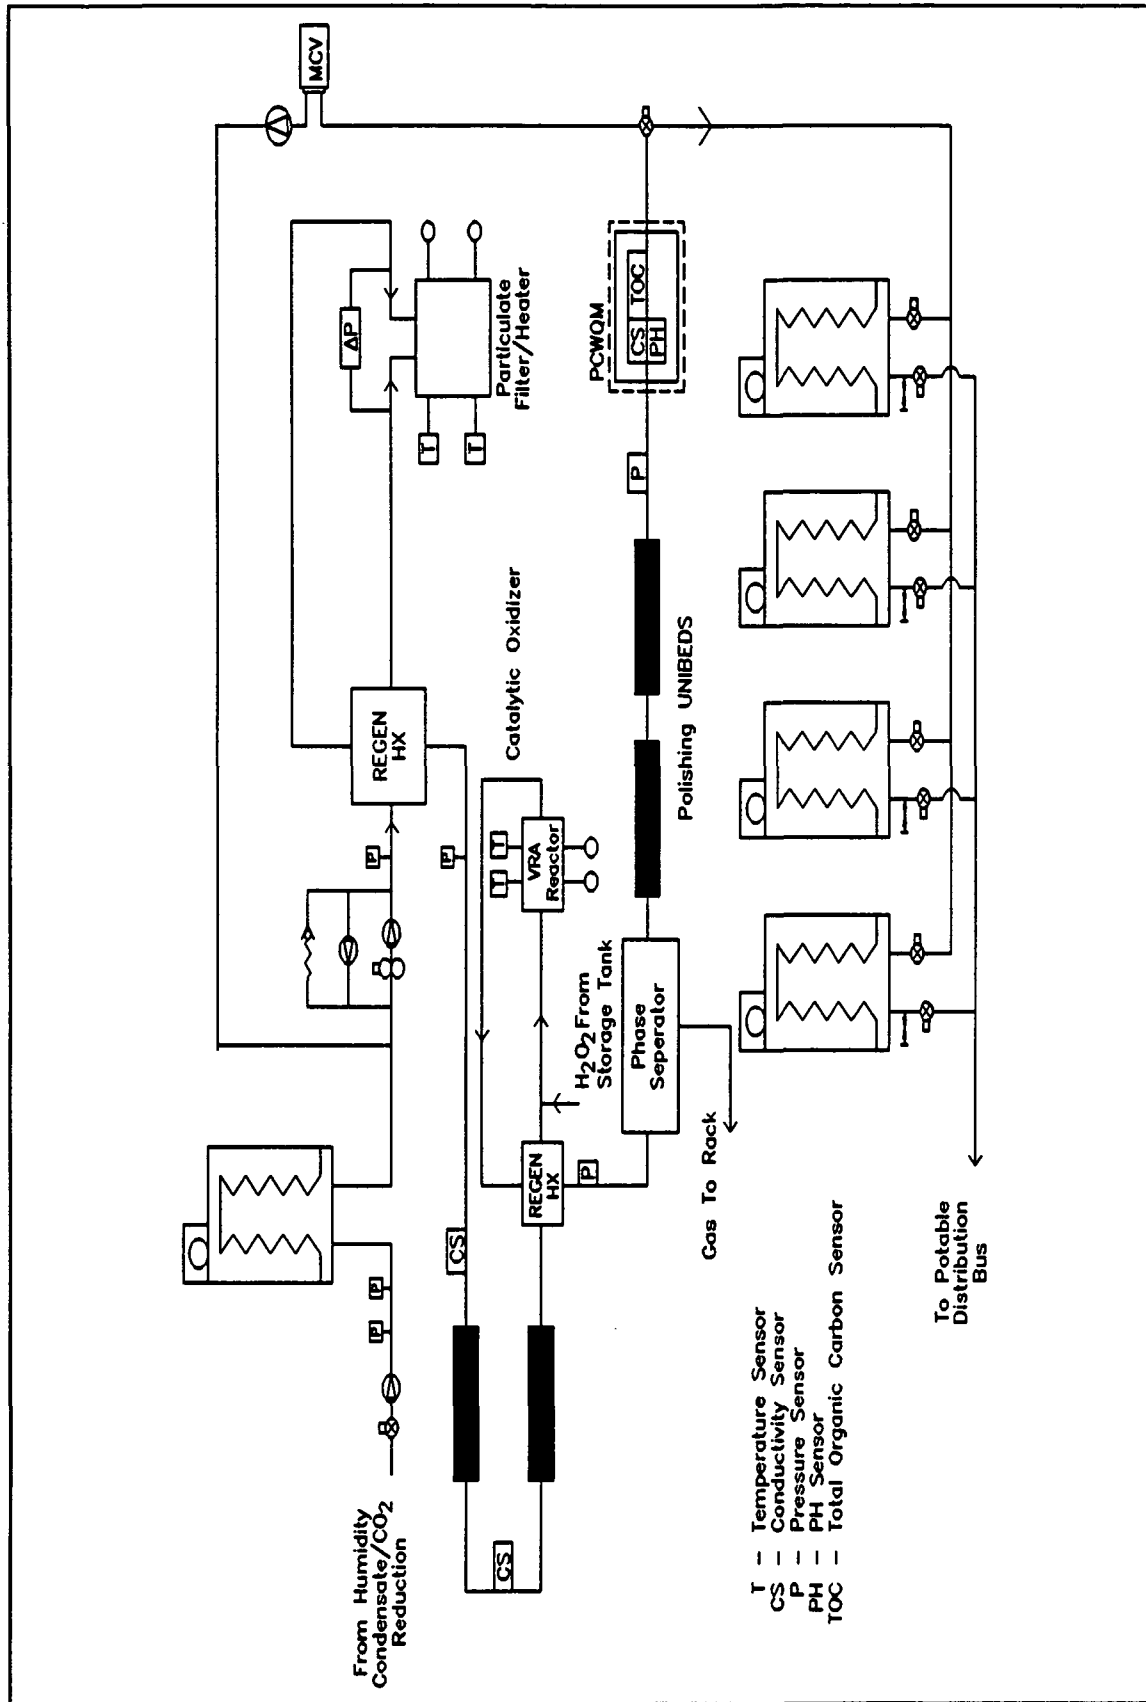 From Humidity
Condensate/CO2
Reduction
P
P
CS
CS
P
P
REGEN
HX
ΔP
T
T
Particulate
Filter/Heater
MCV
REGEN
HX
P
H2O2 From
Storage Tank
T
T
VRA
Reactor
Catalytic Oxidizer
Phase
Seperator
Gas To Rack
Polishing UNIBEDS
P
PCWQM
CS
PH
TOC
To Potable
Distribution
Bus
T – Temperature Sensor
CS – Conductivity Sensor
P – Pressure Sensor
PH – PH Sensor
TOC – Total Organic Carbon Sensor